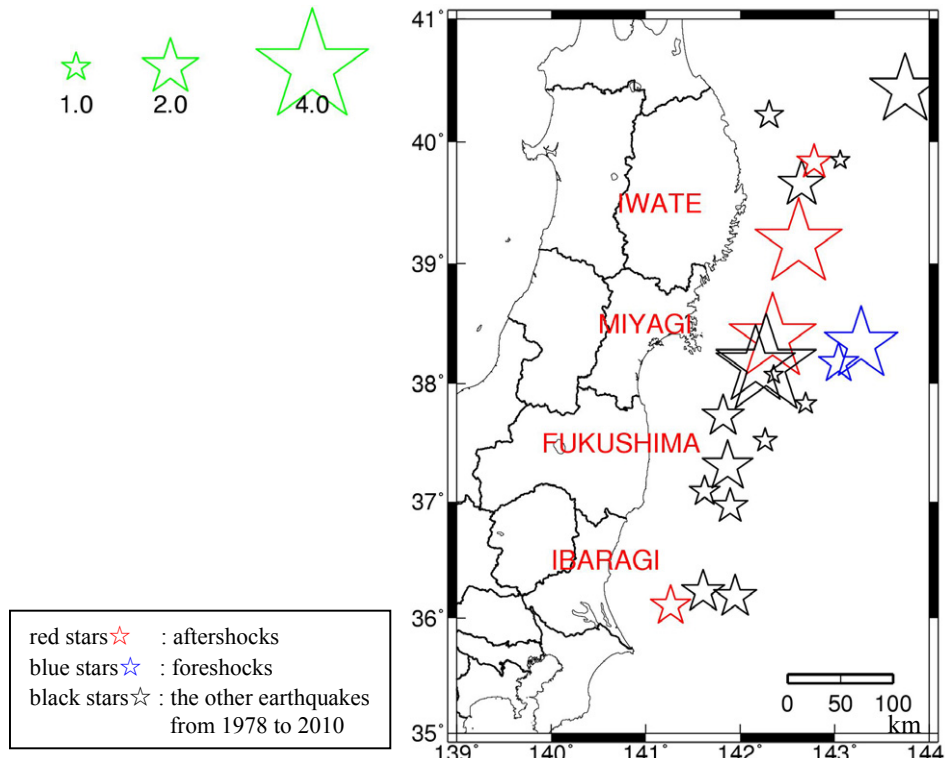 1.0 2.0 4.0
41°
40°
39°
38°
37°
36°
35°
IWATE
MIYAGI
FUKUSHIMA
IBARAGI
0 50 100
km
139° 140° 141° 142° 143° 144°
red stars☆ : aftershocks
blue stars☆ : foreshocks
black stars☆ : the other earthquakes
from 1978 to 2010